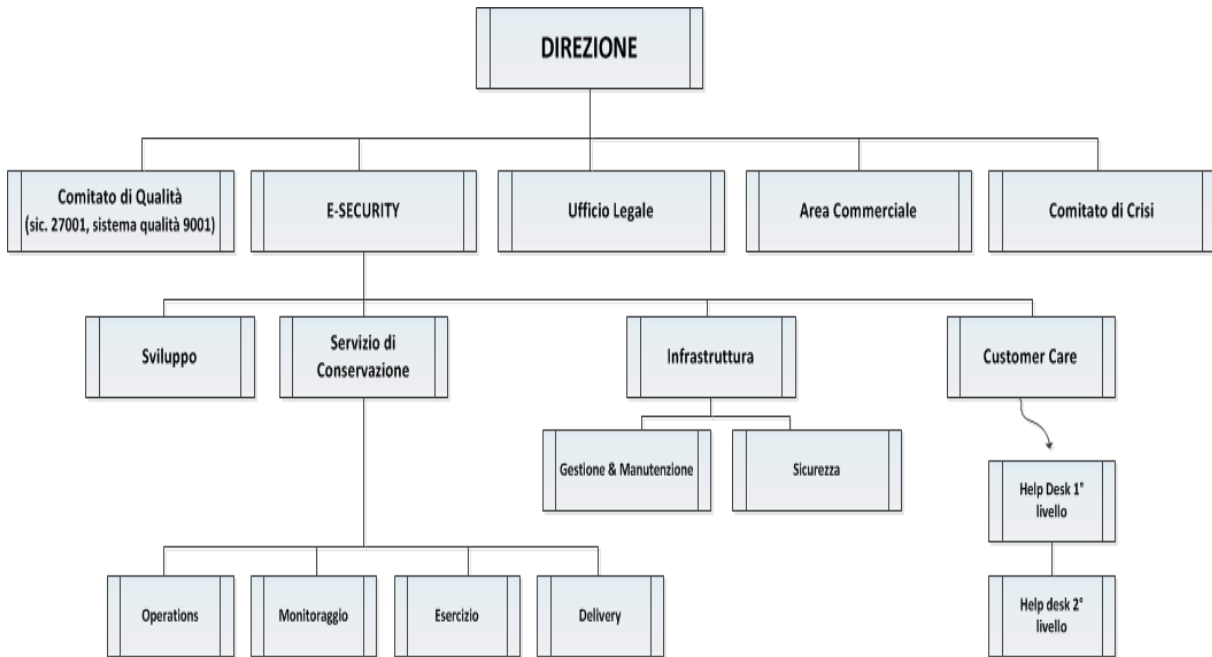 DIREZIONE
Comitato di Qualità
(sic. 27001, sistema qualità 9001)
E-SECURITY
Ufficio Legale
Area Commerciale
Comitato di Crisi
Sviluppo
Servizio di
Conservazione
Infrastruttura
Customer Care
Gestione & Manutenzione
Sicurezza
Help Desk 1°
livello
Operations
Monitoraggio
Esercizio
Delivery
Help desk 2°
livello